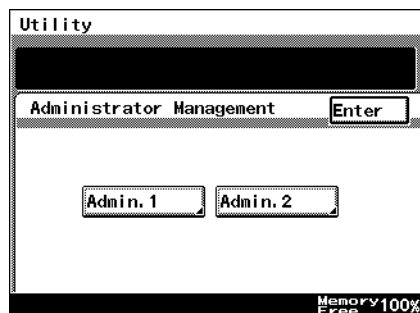 Utility
Administrator Management Enter
Admin.1 Admin.2
Memory
Free 100%